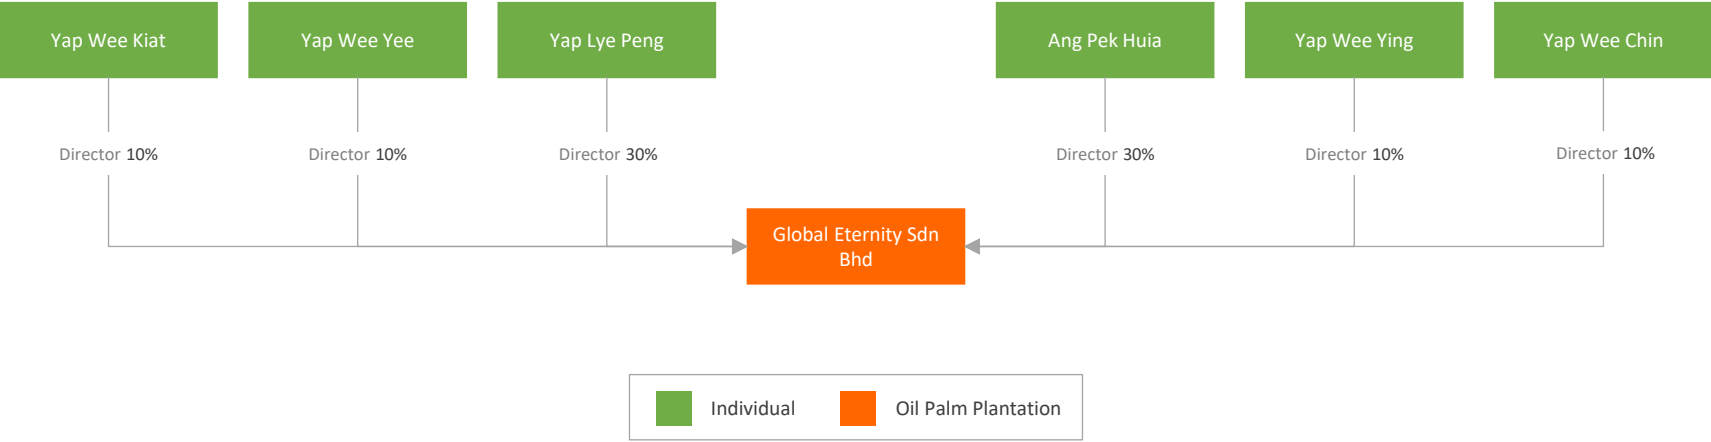 Yap Wee Kiat
Yap Wee Yee
Yap Lye Peng
Ang Pek Huia
Yap Wee Ying
Yap Wee Chin
Director 10%
Director 10%
Director 30%
Director 30%
Director 10%
Director 10%
Global Eternity Sdn
Bhd
Individual
Oil Palm Plantation